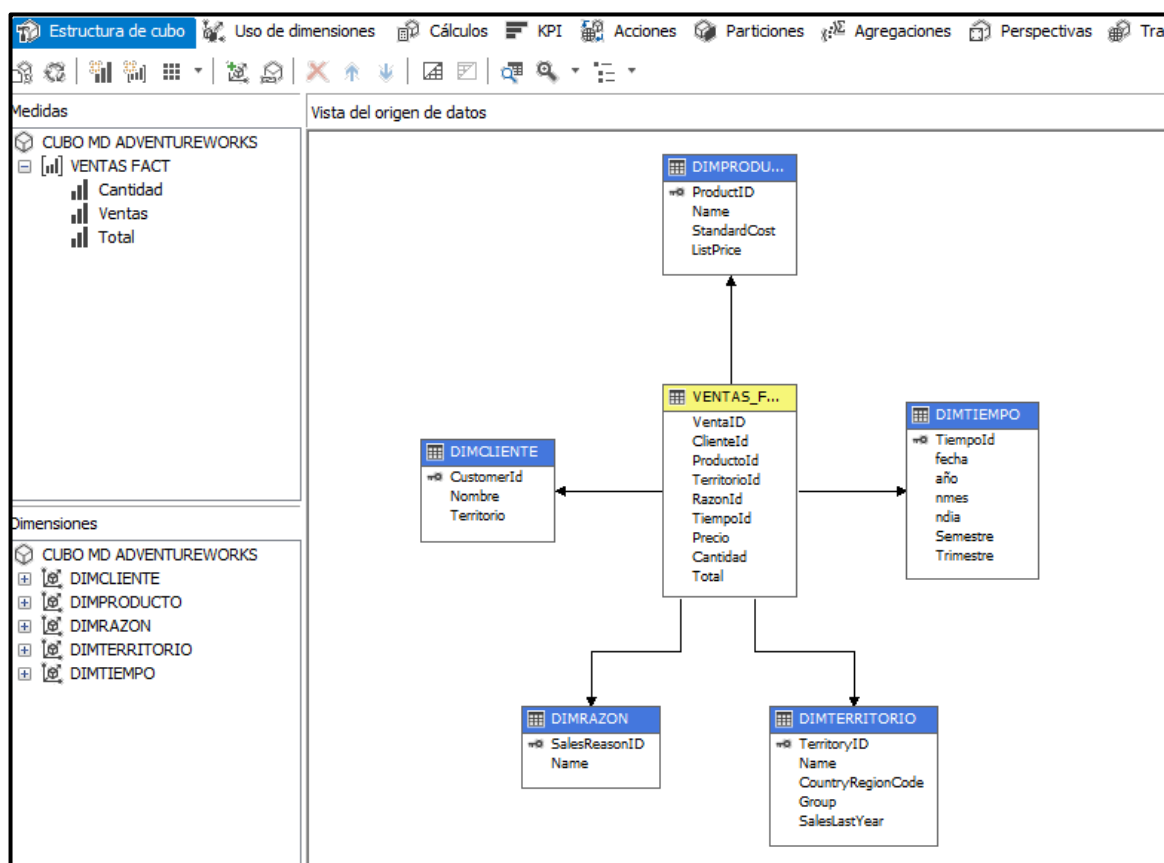 Estructura de cubo Uso de dimensiones Cálculos KPI Acciones Particiones Agregaciones Perspectivas Tra
Medidas
CUBO MD ADVENTUREWORKS
VENTAS FACT
Cantidad
Ventas
Total
Dimensiones
CUBO MD ADVENTUREWORKS
DIMCLIENTE
DIMPRODUCTO
DIMRAZON
DIMTERRITORIO
DIMTIEMPO
Vista del origen de datos
DIMPRODU...
ProductID
Name
StandardCost
ListPrice
VENTAS_F...
VentaID
ClienteId
ProductoId
TerritorioId
RazonId
TiempoId
Precio
Cantidad
Total
DIMCLIENTE
CustomerId
Nombre
Territorio
DIMTIEMPO
TiempoId
fecha
año
nmes
ndia
Semestre
Trimestre
DIMRAZON
SalesReasonID
Name
DIMTERRITORIO
TerritoryID
Name
CountryRegionCode
Group
SalesLastYear